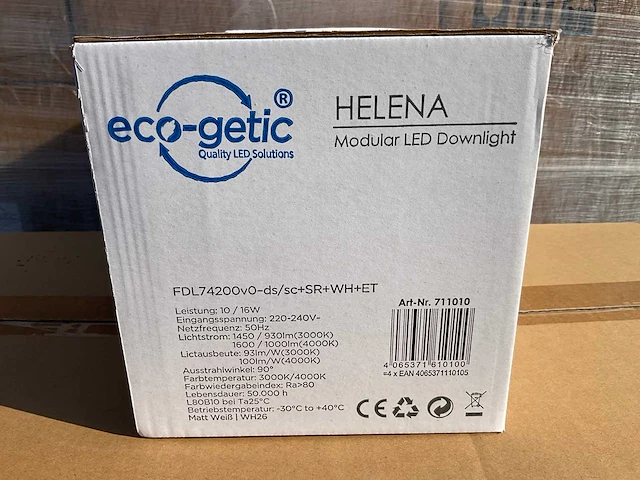 eco-getic®
Quality LED Solutions
HELENA
Modular LED Downlight
FDL74200v0-ds/sc+SR+WH+ET
Leistung: 10 / 16W
Eingangsspannung: 220-240V~
Netzfrequenz: 50Hz
Lichtstrom: 1450 / 930lm(3000K)
1600 / 1000lm(4000K)
Lictausbeute: 93lm/W(3000K)
100lm/W(4000K)
Ausstrahlwinkel: 90°
Farbtemperatur: 3000K/4000K
Farbwiedergabeindex: Ra>80
Lebensdauer: 50.000 h
L80B10 bei Ta25°C
Betriebstemperatur: -30°C to +40°C
Matt Weiß | WH26
Art-Nr. 711010
4 065371 610100
=4 x EAN 4065371110105
CE